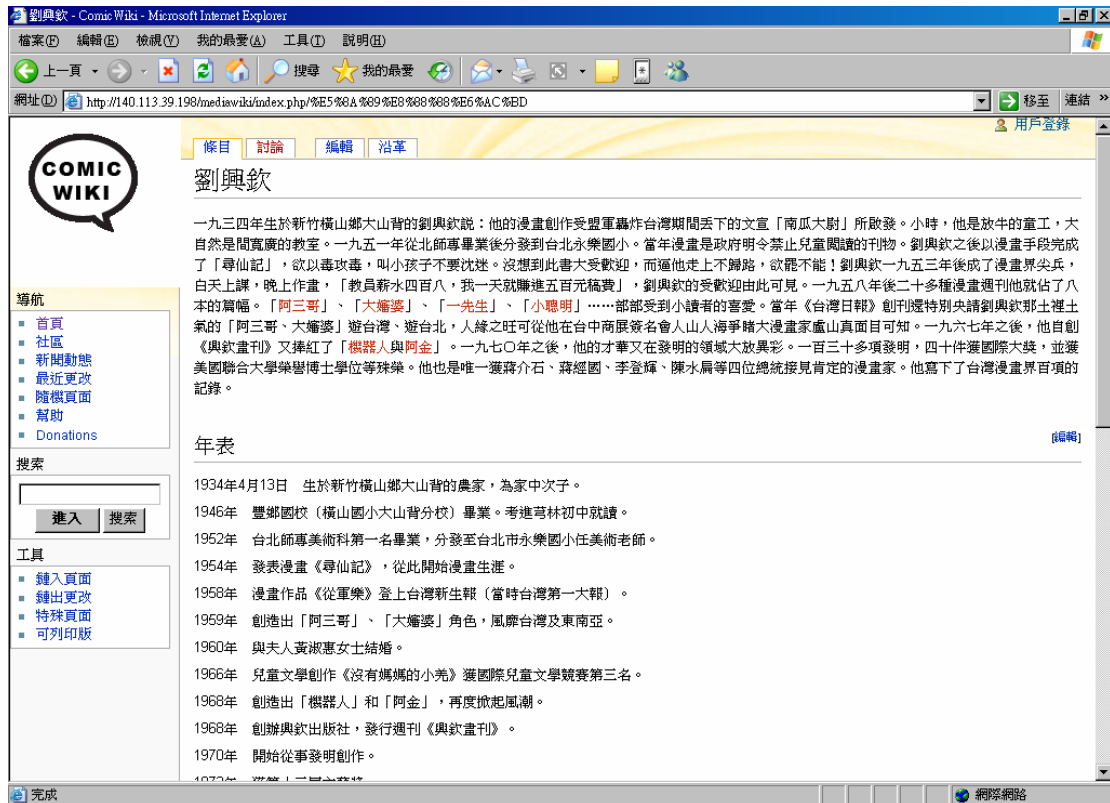 劉興欽 - Comic Wiki - Microsoft Internet Explorer
檔案(F) 編輯(E) 檢視(V) 我的最愛(A) 工具(T) 說明(H)
上一頁 搜尋 我的最愛
網址(D) http://140.113.39.198/mediawiki/index.php/%E5%8A%89%E8%88%88%E6%AC%BD 移至 連結 »
用戶登錄
COMIC
WIKI
條目 討論 編輯 沿革
劉興欽
一九三四年生於新竹橫山鄉大山背的劉興欽說：他的漫畫創作受盟軍轟炸台灣期間丟下的文宣「南瓜大尉」所啟發。小時，他是放牛的童工，大
自然是間寬廣的教室。一九五一年從北師專畢業後分發到台北永樂國小。當年漫畫是政府明令禁止兒童閱讀的刊物。劉興欽之後以漫畫手段完成
了「尋仙記」，欲以毒攻毒，叫小孩子不要沈迷。沒想到此書大受歡迎，而逼他走上不歸路，欲罷不能！劉興欽一九五三年後成了漫畫界尖兵，
白天上課，晚上作畫，「教員薪水四百八，我一天就賺進五百元稿費」，劉興欽的受歡迎由此可見。一九五八年後二十多種漫畫週刊他就佔了八
本的篇幅。「阿三哥」、「大嬸婆」、「一先生」、「小聰明」……部部受到小讀者的喜愛。當年《台灣日報》創刊還特別央請劉興欽那土裡土
氣的「阿三哥、大嬸婆」遊台灣、遊台北，人緣之旺可從他在台中商展簽名會人山人海爭睹大漫畫家盧山真面目可知。一九六七年之後，他自創
《興欽畫刊》又捧紅了「機器人與阿金」。一九七〇年之後，他的才華又在發明的領域大放異彩。一百三十多項發明，四十件獲國際大獎，並獲
美國聯合大學榮譽博士學位等殊榮。他也是唯一獲蔣介石、蔣經國、李登輝、陳水扁等四位總統接見肯定的漫畫家。他寫下了台灣漫畫界百項的
記錄。
年表 [編輯]
1934年4月13日 生於新竹橫山鄉大山背的農家，為家中次子。
1946年 豐鄉國校（橫山國小大山背分校）畢業。考進芎林初中就讀。
1952年 台北師專美術科第一名畢業，分發至台北市永樂國小任美術老師。
1954年 發表漫畫《尋仙記》，從此開始漫畫生涯。
1958年 漫畫作品《從軍樂》登上台灣新生報（當時台灣第一大報）。
1959年 創造出「阿三哥」、「大嬸婆」角色，風靡台灣及東南亞。
1960年 與夫人黃淑惠女士結婚。
1966年 兒童文學創作《沒有媽媽的小羌》獲國際兒童文學競賽第三名。
1968年 創造出「機器人」和「阿金」，再度掀起風潮。
1968年 創辦興欽出版社，發行週刊《興欽畫刊》。
1970年 開始從事發明創作。
導航
首頁
社區
新聞動態
最近更改
隨機頁面
幫助
Donations
搜索
進入 搜索
工具
鏈入頁面
鏈出更改
特殊頁面
可列印版
完成 網際網路